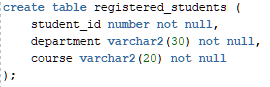 create table registered_students (
student_id number not null,
department varchar2(30) not null,
course varchar2(20) not null
);